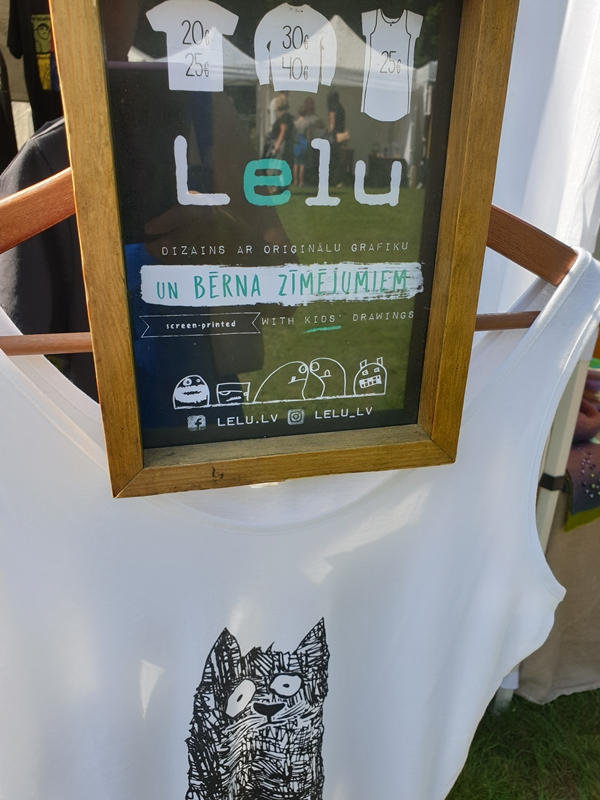 20€ 30€
25€ 40€ 25€
Lelu
DIZAINS AR ORIĢINĀLU GRAFIKU
UN BĒRNA ZĪMĒJUMIEM
screen-printed WITH KIDS' DRAWINGS
LELU.LV LELU_LV